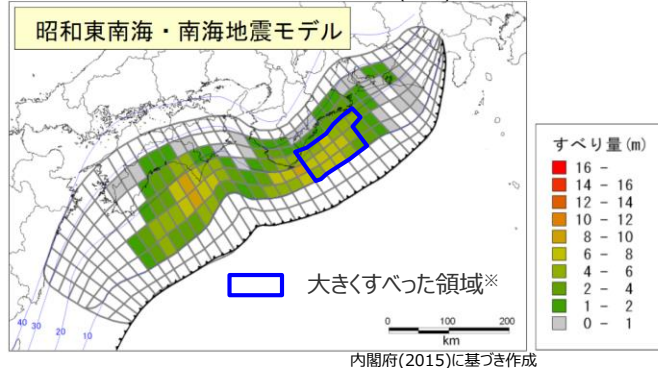 昭和東南海・南海地震モデル
すべり量(m)
16 -
14 - 16
12 - 14
10 - 12
8 - 10
6 - 8
4 - 6
2 - 4
1 - 2
0 - 1
大きくすべった領域※
40
30
20
10
0 100 200
km
内閣府(2015)に基づき作成